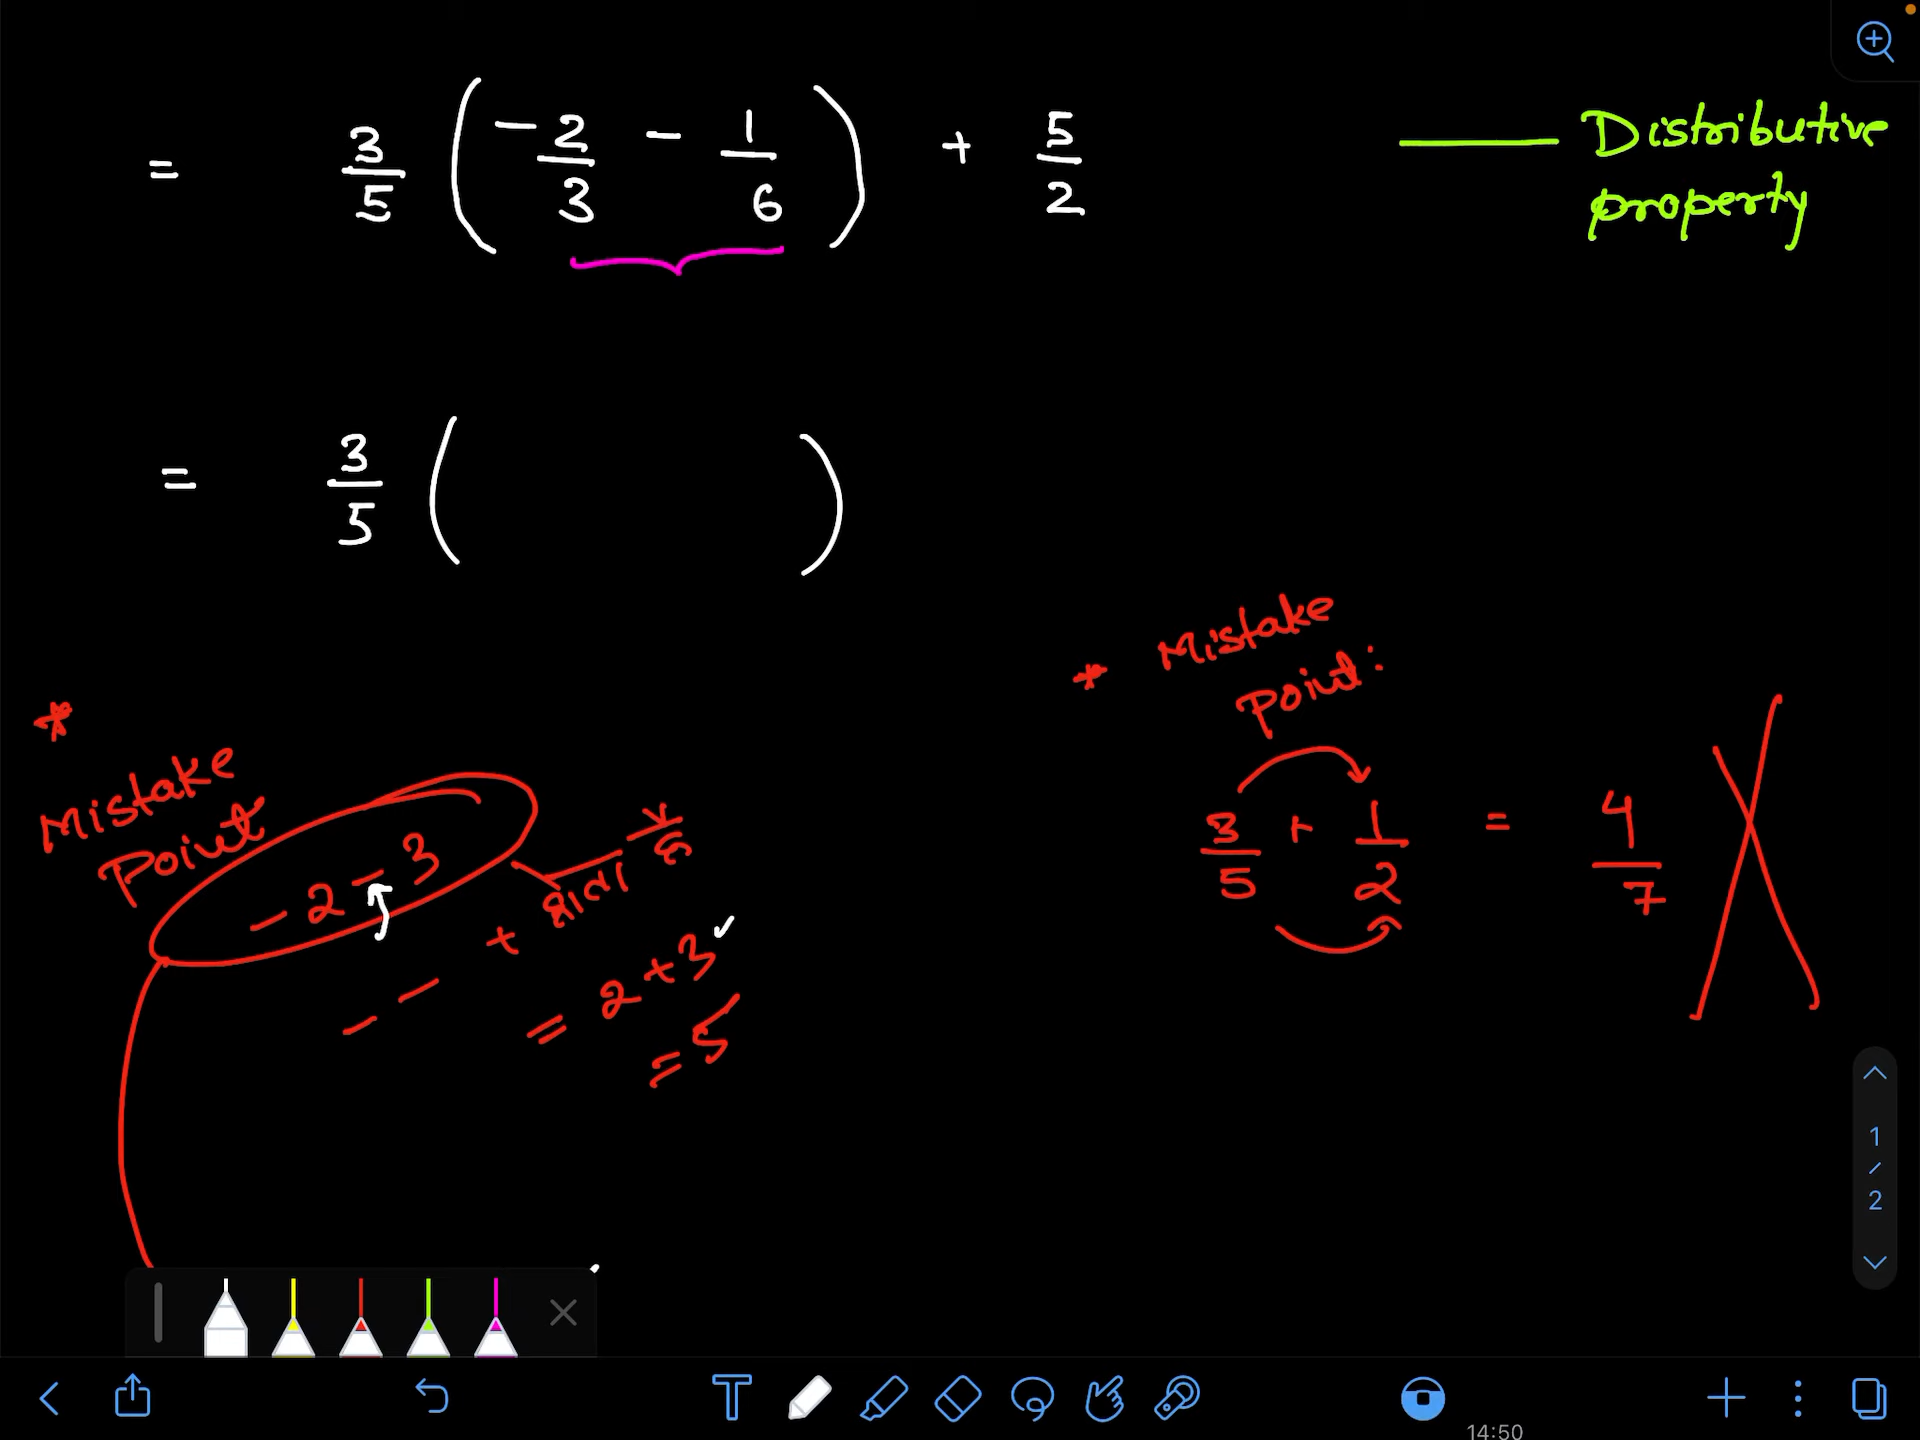 = 3/5 ( -2/3 - 1/6 ) + 5/2
Distributive
property
= 3/5 ( )
* Mistake
Point:
3/5 + 1/2 = 4/7
*
Mistake
Point
- 2 - 3
- - +
= 2 + 3
= 5
1
/
2
14:50